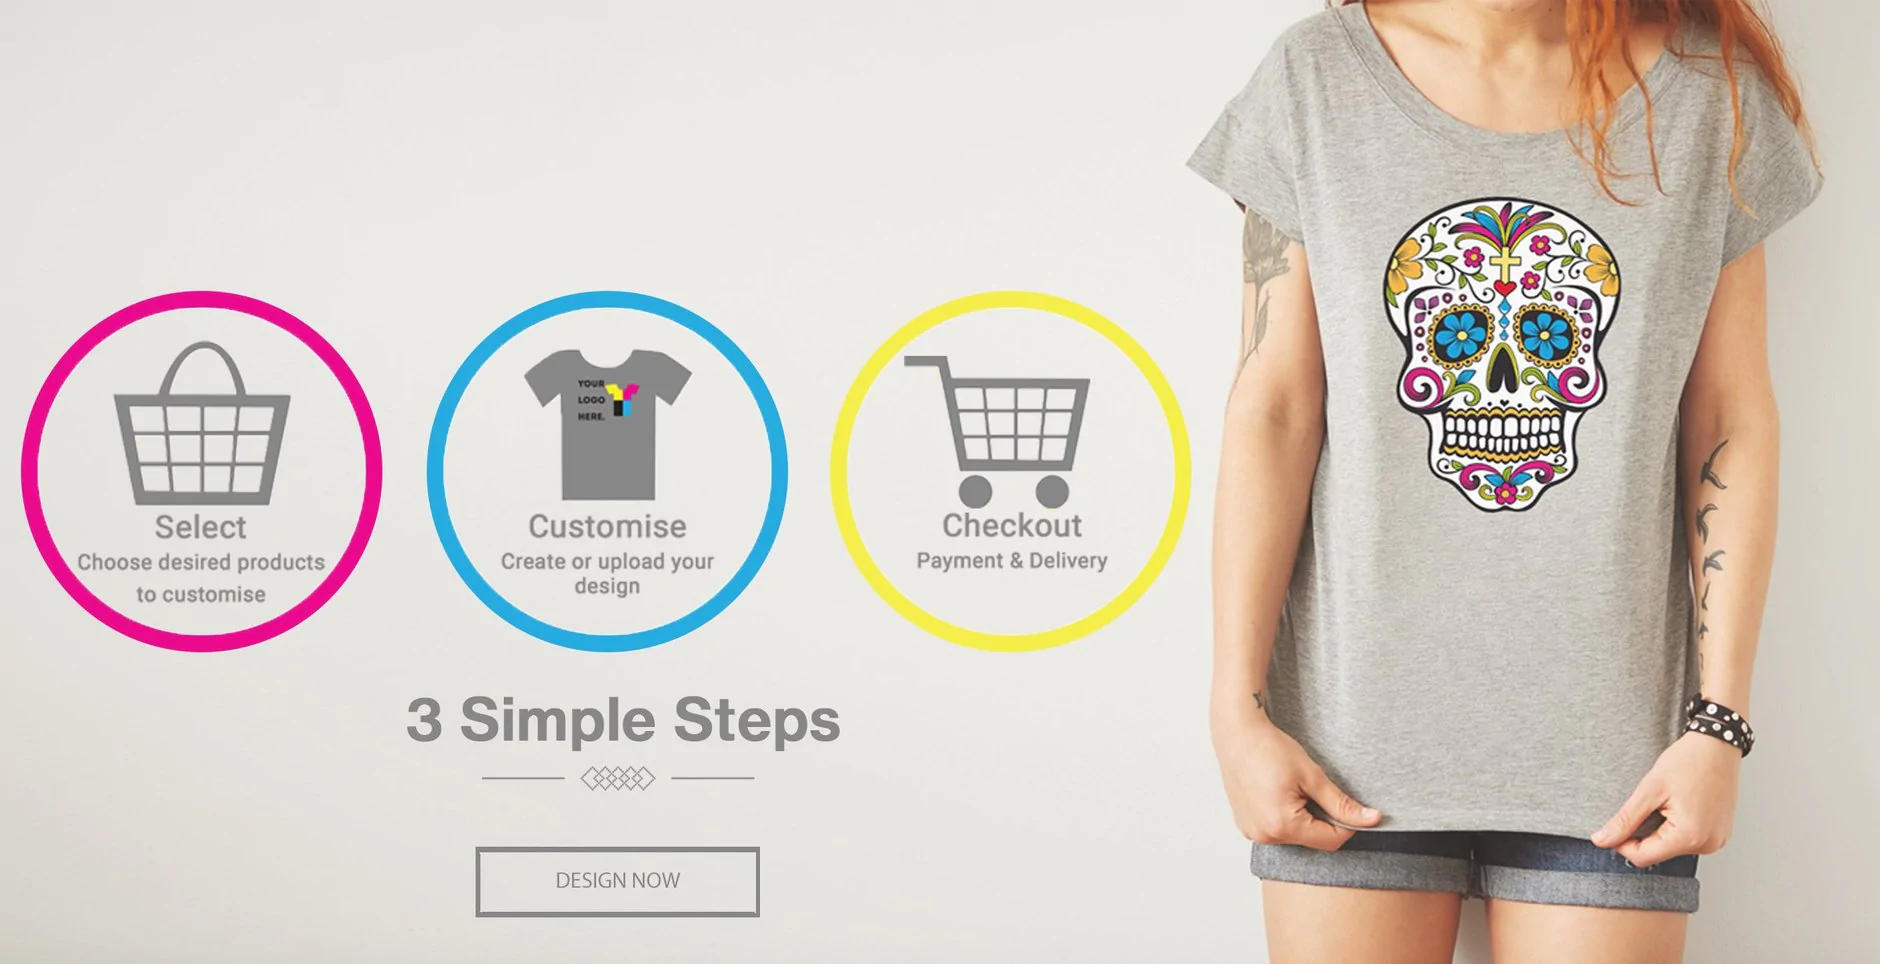 YOUR
LOGO
HERE.
Select
Choose desired products
to customise
Customise
Create or upload your
design
Checkout
Payment & Delivery
3 Simple Steps
DESIGN NOW